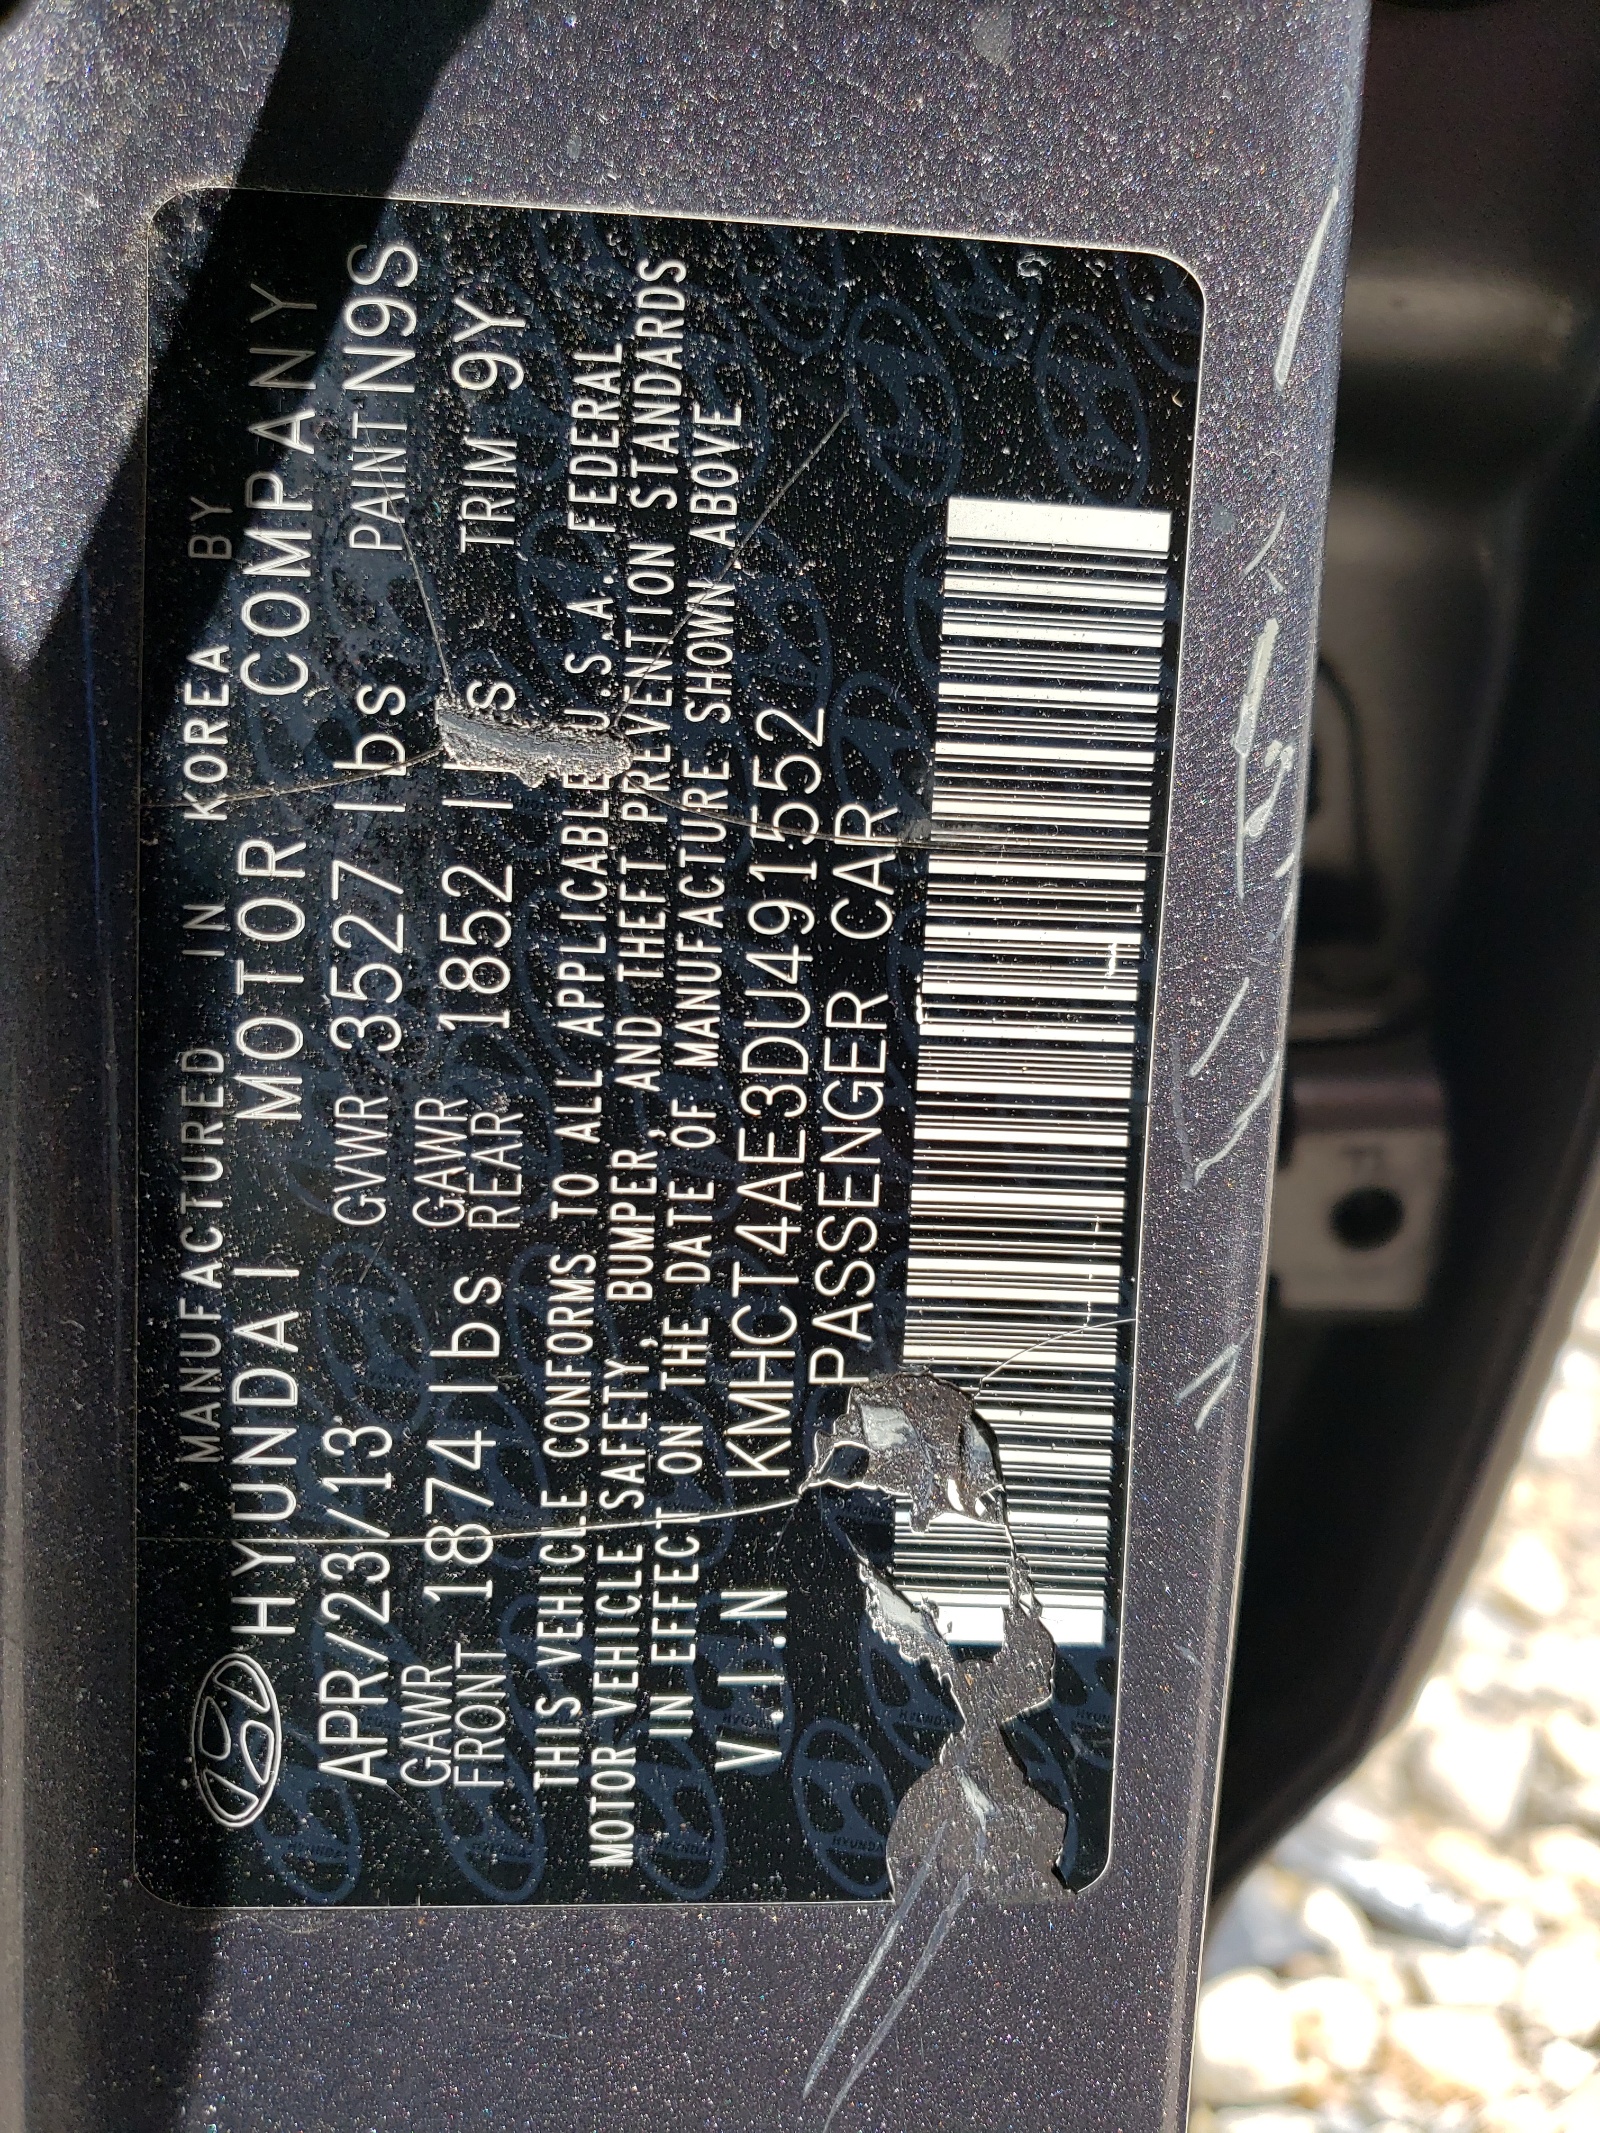 MANUFACTURED IN KOREA BY
HYUNDAI MOTOR COMPANY
APR/23/13 GVWR 3527 lbs PAINT N9S
GAWR FRONT 1874 lbs GAWR REAR 1852 lbs TRIM 9Y
THIS VEHICLE CONFORMS TO ALL APPLICABLE U.S.A. FEDERAL
MOTOR VEHICLE SAFETY, BUMPER, AND THEFT PREVENTION STANDARDS
IN EFFECT ON THE DATE OF MANUFACTURE SHOWN ABOVE
V.I.N KMHCT4AE3DU491552
PASSENGER CAR